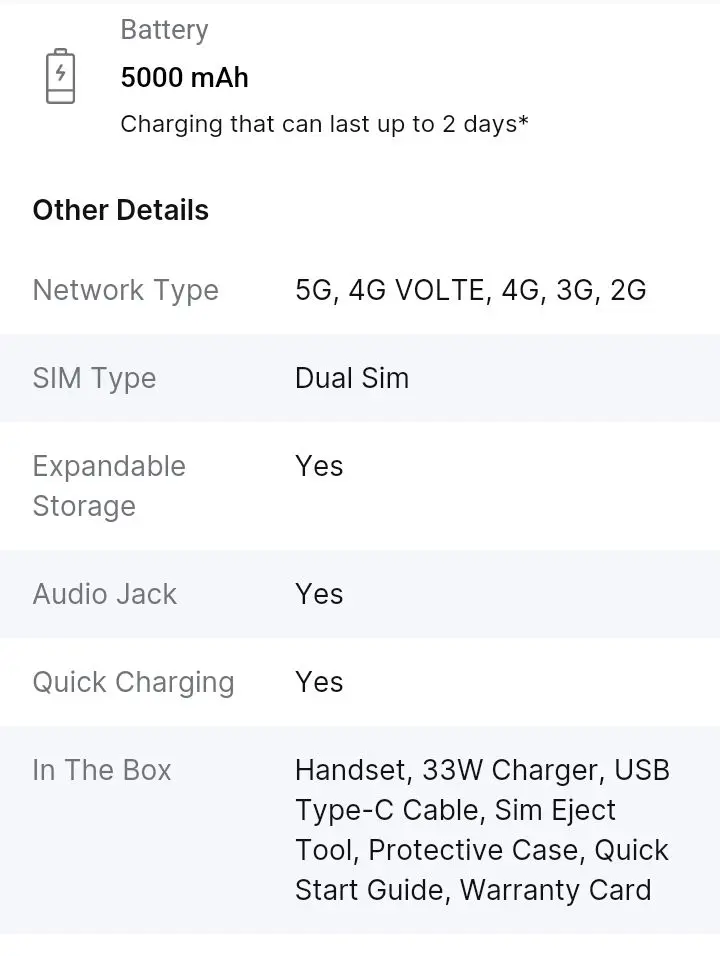 Battery
5000 mAh
Charging that can last up to 2 days*
Other Details
Network Type 5G, 4G VOLTE, 4G, 3G, 2G
SIM Type Dual Sim
Expandable Yes
Storage
Audio Jack Yes
Quick Charging Yes
In The Box Handset, 33W Charger, USB
Type-C Cable, Sim Eject
Tool, Protective Case, Quick
Start Guide, Warranty Card